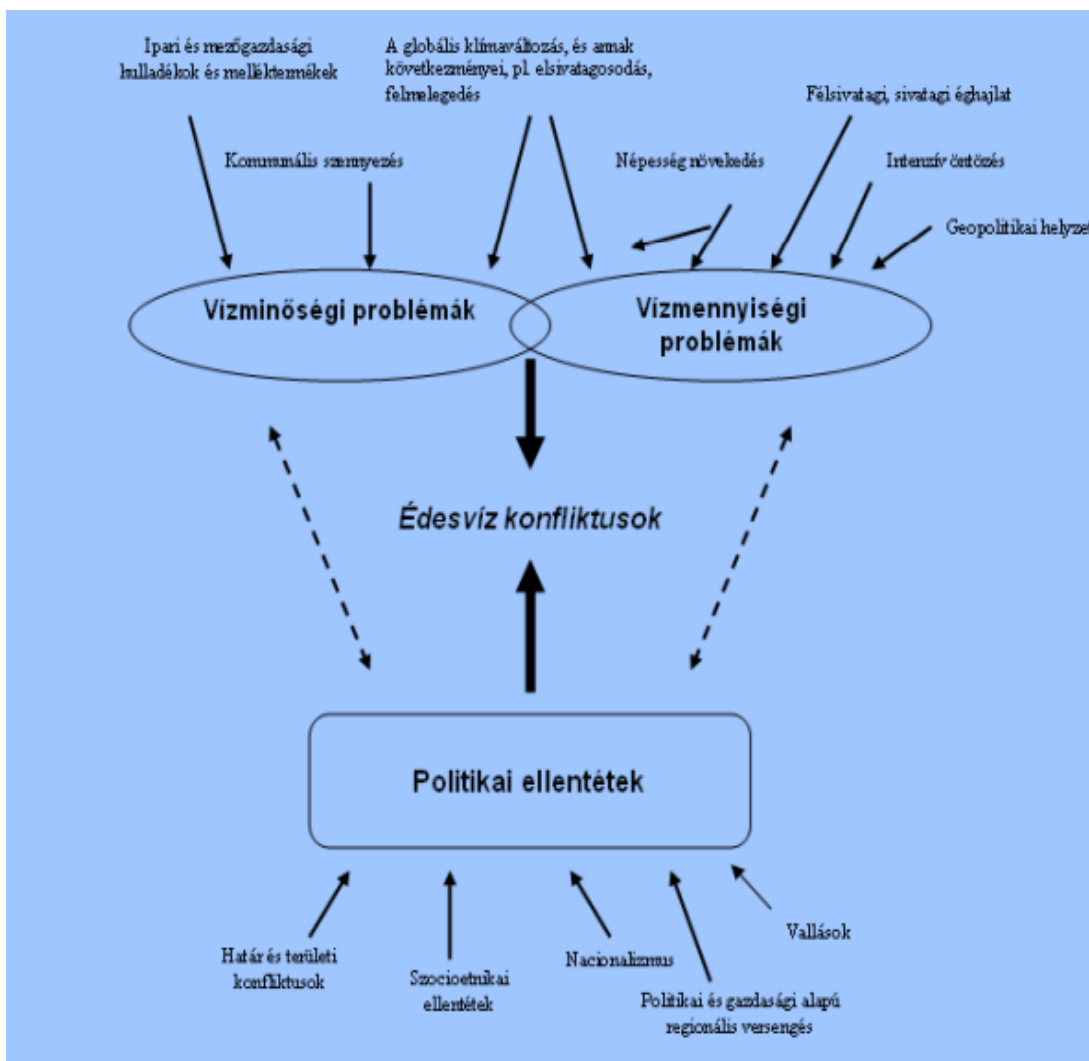 Ipari és mezőgazdasági
hulladékok és melléktermékek
A globális klímaváltozás, és annak
következményei, pl. elsivatagosodás,
felmelegedés
Félsivatagi, sivatagi éghajlat
Kommunális szennyezés
Népesség növekedés
Intenzív öntözés
Geopolitikai helyzet
Vízminőségi problémák
Vízmennyiségi
problémák
Édesvíz konfliktusok
Politikai ellentétek
Határ és területi
konfliktusok
Szocioetnikai
ellentétek
Nacionalizmus
Politikai és gazdasági alapú
regionális versengés
Vallások